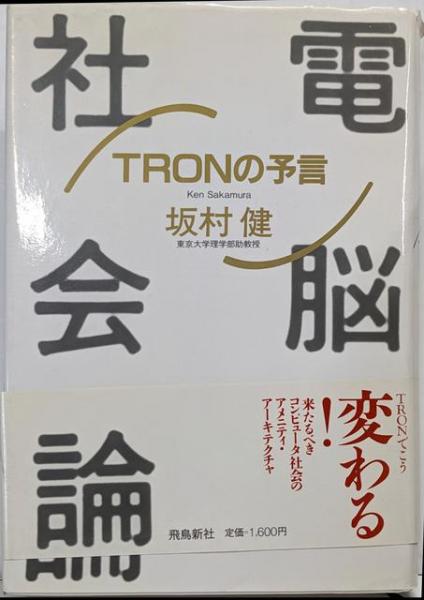 電脳
社会論
TRONの予言
Ken Sakamura
坂村 健
東京大学理学部助教授
TRONでこう
変わる!
来たるべき
コンピュータ社会の
アメニティ・
アーキテクチャ
飛鳥新社 定価=1,600円